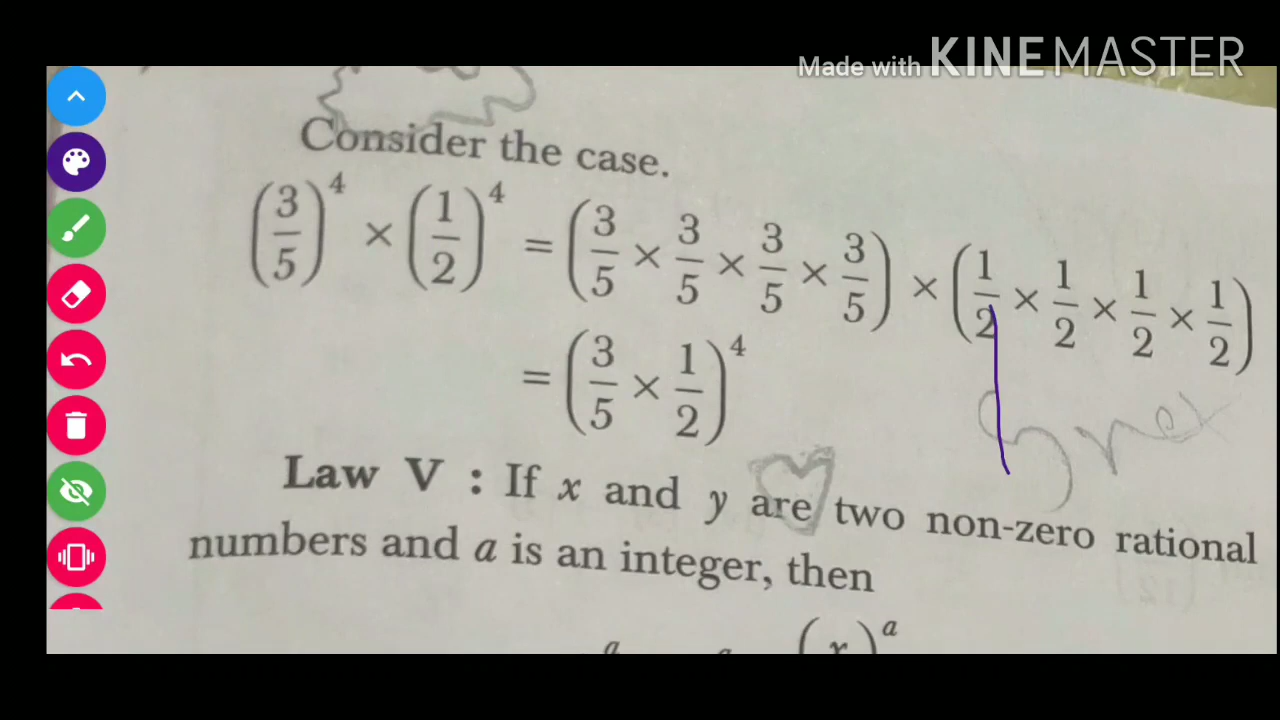 Made with KINEMASTER
Consider the case.
(3/5)^4 × (1/2)^4 = (3/5 × 3/5 × 3/5 × 3/5) × (1/2 × 1/2 × 1/2 × 1/2)
= (3/5 × 1/2)^4
Law V : If x and y are two non-zero rational
numbers and a is an integer, then